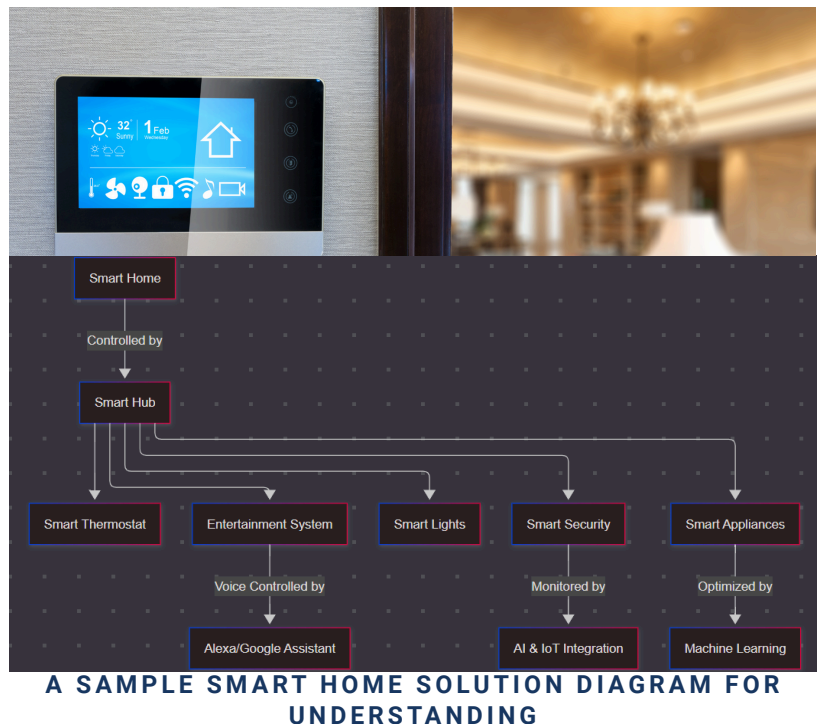 32°
Sunny
1 Feb
Wednesday
Smart Home
Controlled by
Smart Hub
Smart Thermostat
Entertainment System
Smart Lights
Smart Security
Smart Appliances
Voice Controlled by
Monitored by
Optimized by
Alexa/Google Assistant
AI & IoT Integration
Machine Learning
A SAMPLE SMART HOME SOLUTION DIAGRAM FOR
UNDERSTANDING